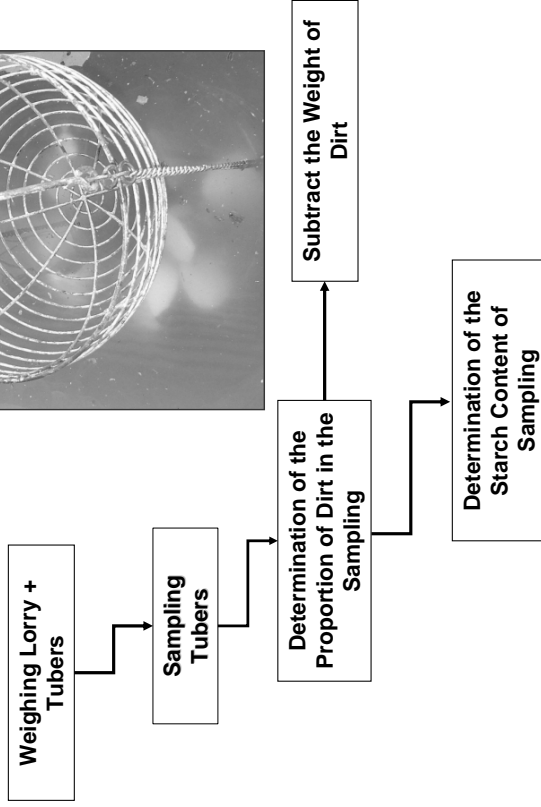 Weighing Lorry +
Tubers
Sampling
Tubers
Determination of the
Proportion of Dirt in the
Sampling
Subtract the Weight of
Dirt
Determination of the
Starch Content of
Sampling